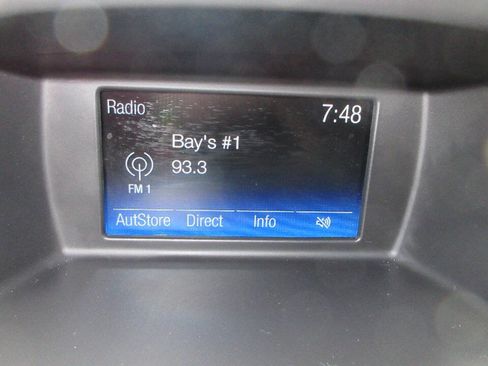 Radio 7:48
Bay's #1
93.3
FM 1
AutStore Direct Info